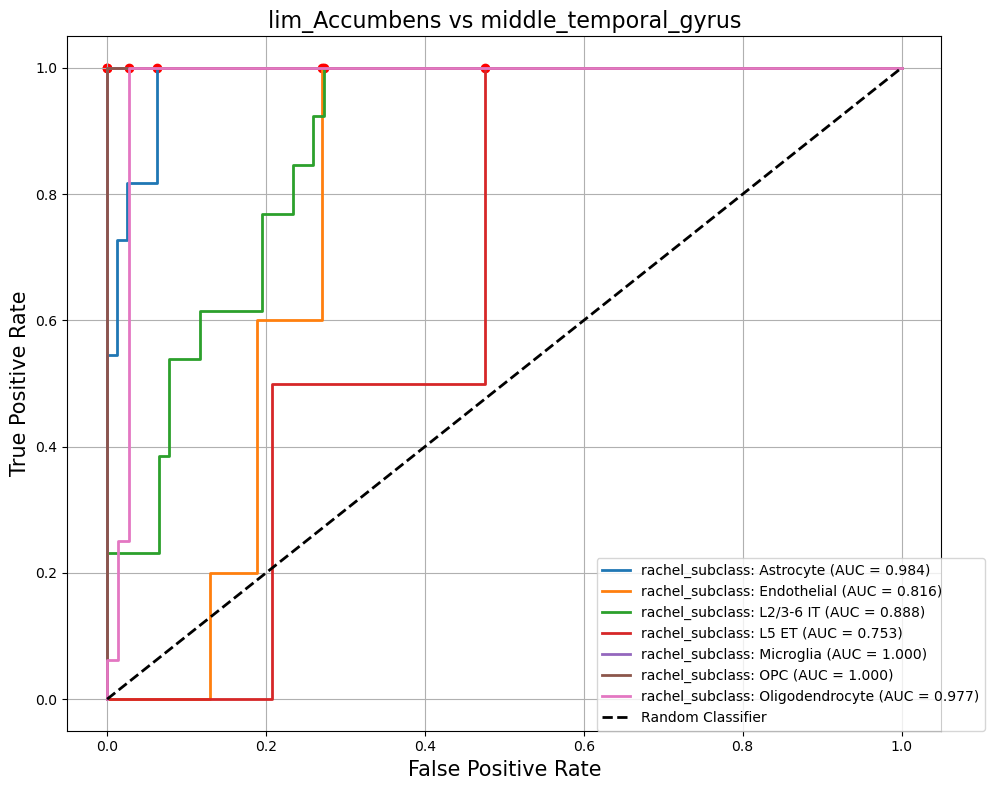 lim_Accumbens vs middle_temporal_gyrus
True Positive Rate
1.0
0.8
0.6
0.4
0.2
0.0
rachel_subclass: Astrocyte (AUC = 0.984)
rachel_subclass: Endothelial (AUC = 0.816)
rachel_subclass: L2/3-6 IT (AUC = 0.888)
rachel_subclass: L5 ET (AUC = 0.753)
rachel_subclass: Microglia (AUC = 1.000)
rachel_subclass: OPC (AUC = 1.000)
rachel_subclass: Oligodendrocyte (AUC = 0.977)
Random Classifier
0.0 0.2 0.4 0.6 0.8 1.0
False Positive Rate